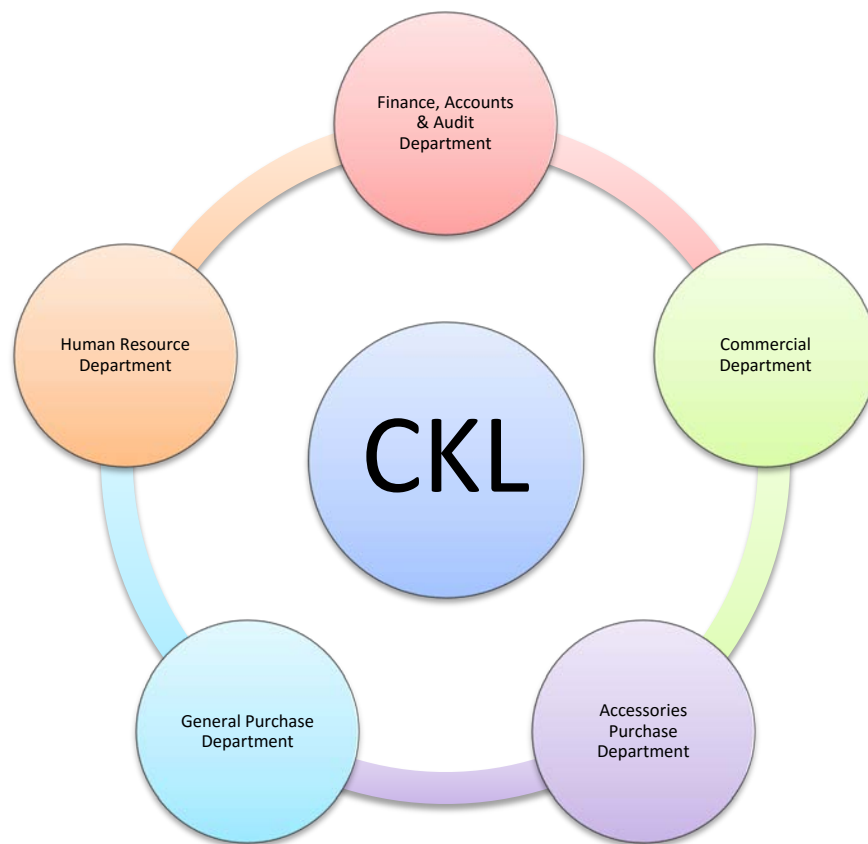 Finance, Accounts
& Audit
Department
Human Resource
Department
Commercial
Department
CKL
General Purchase
Department
Accessories
Purchase
Department